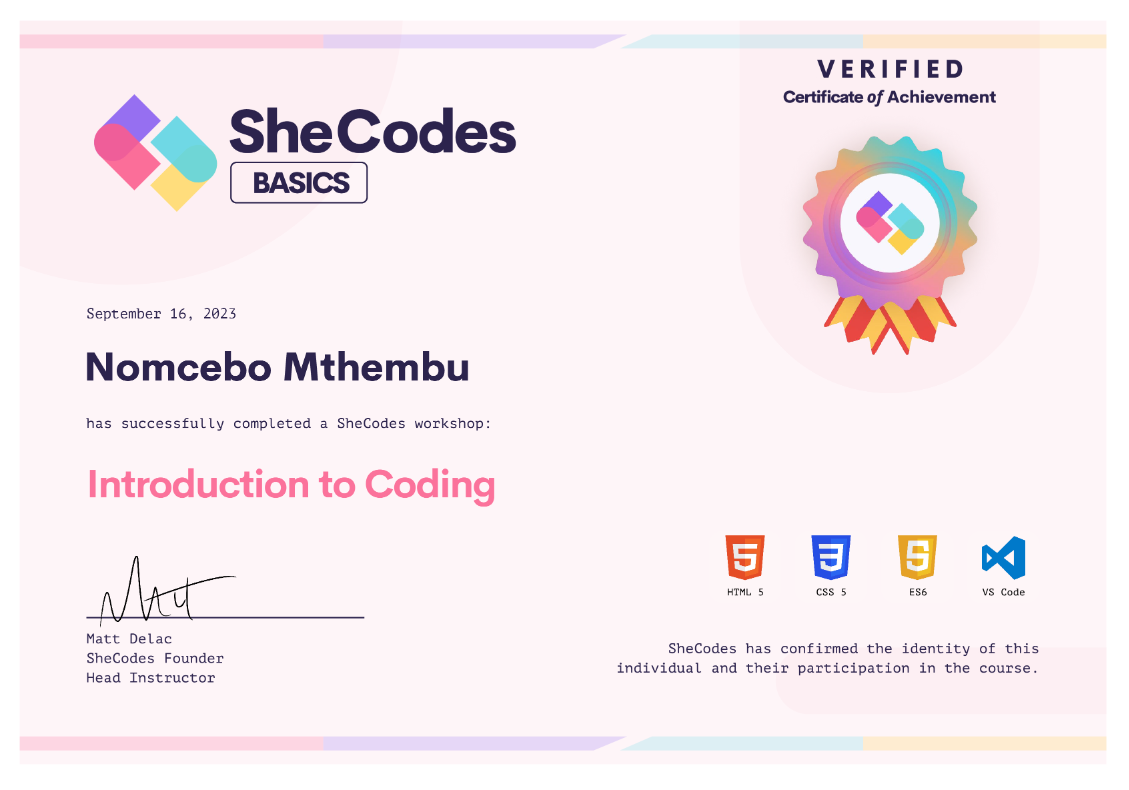 VERIFIED
Certificate of Achievement
SheCodes
BASICS
September 16, 2023
Nomcebo Mthembu
has successfully completed a SheCodes workshop:
Introduction to Coding
HTML 5
CSS 5
ES6
VS Code
Matt Delac
SheCodes Founder
Head Instructor
SheCodes has confirmed the identity of this
individual and their participation in the course.